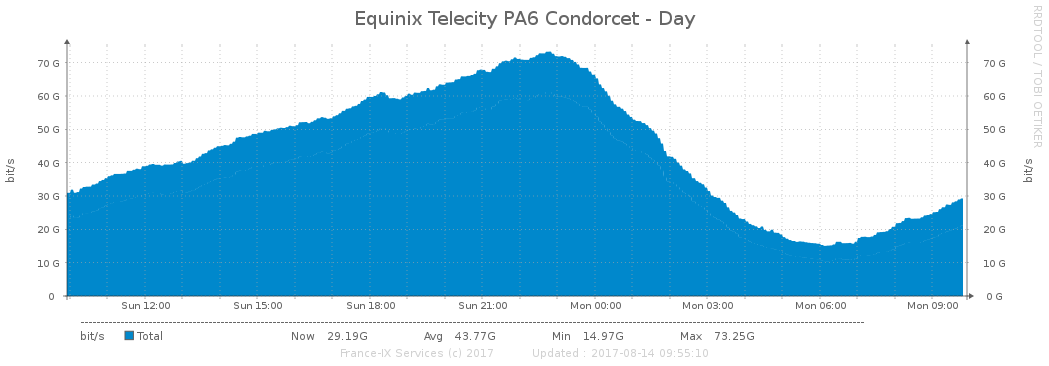 Equinix Telecity PA6 Condorcet - Day
RRDTOOL / TOBI OETIKER
bit/s
70 G 70 G
60 G 60 G
50 G 50 G
40 G 40 G
30 G 30 G
20 G 20 G
10 G 10 G
0 0 G
bit/s
Sun 12:00 Sun 15:00 Sun 18:00 Sun 21:00 Mon 00:00 Mon 03:00 Mon 06:00 Mon 09:00
bit/s Total Now 29.19G Avg 43.77G Min 14.97G Max 73.25G
France-IX Services (c) 2017 Updated : 2017-08-14 09:55:10